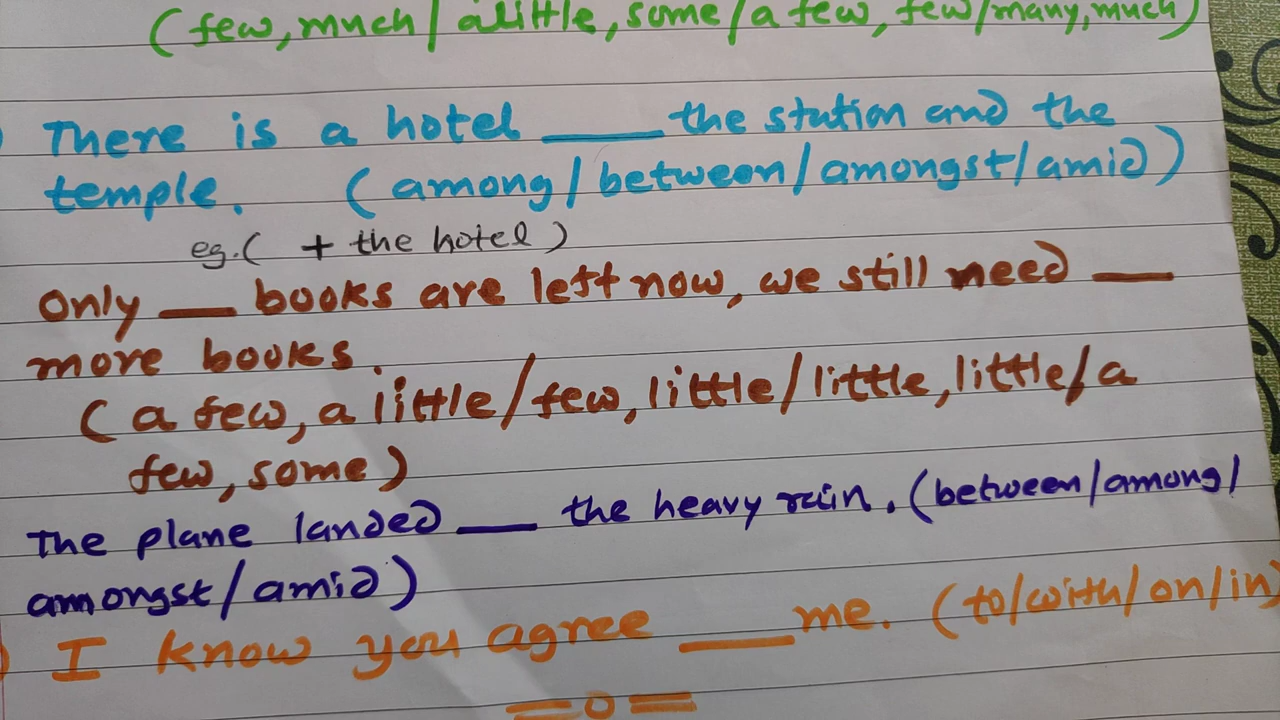 (few, much / a little, some / a few, few / many, much)
) There is a hotel ____ the station and the
temple. (among / between / amongst / amid)
eg. ( + the hotel )
Only ___ books are left now, we still need ___
more books.
(a few, a little / few, little / little, little / a
few, some)
The plane landed ___ the heavy rain. (between / among /
amongst / amid)
) I know you agree ____ me. (to/with/on/in)
=0=